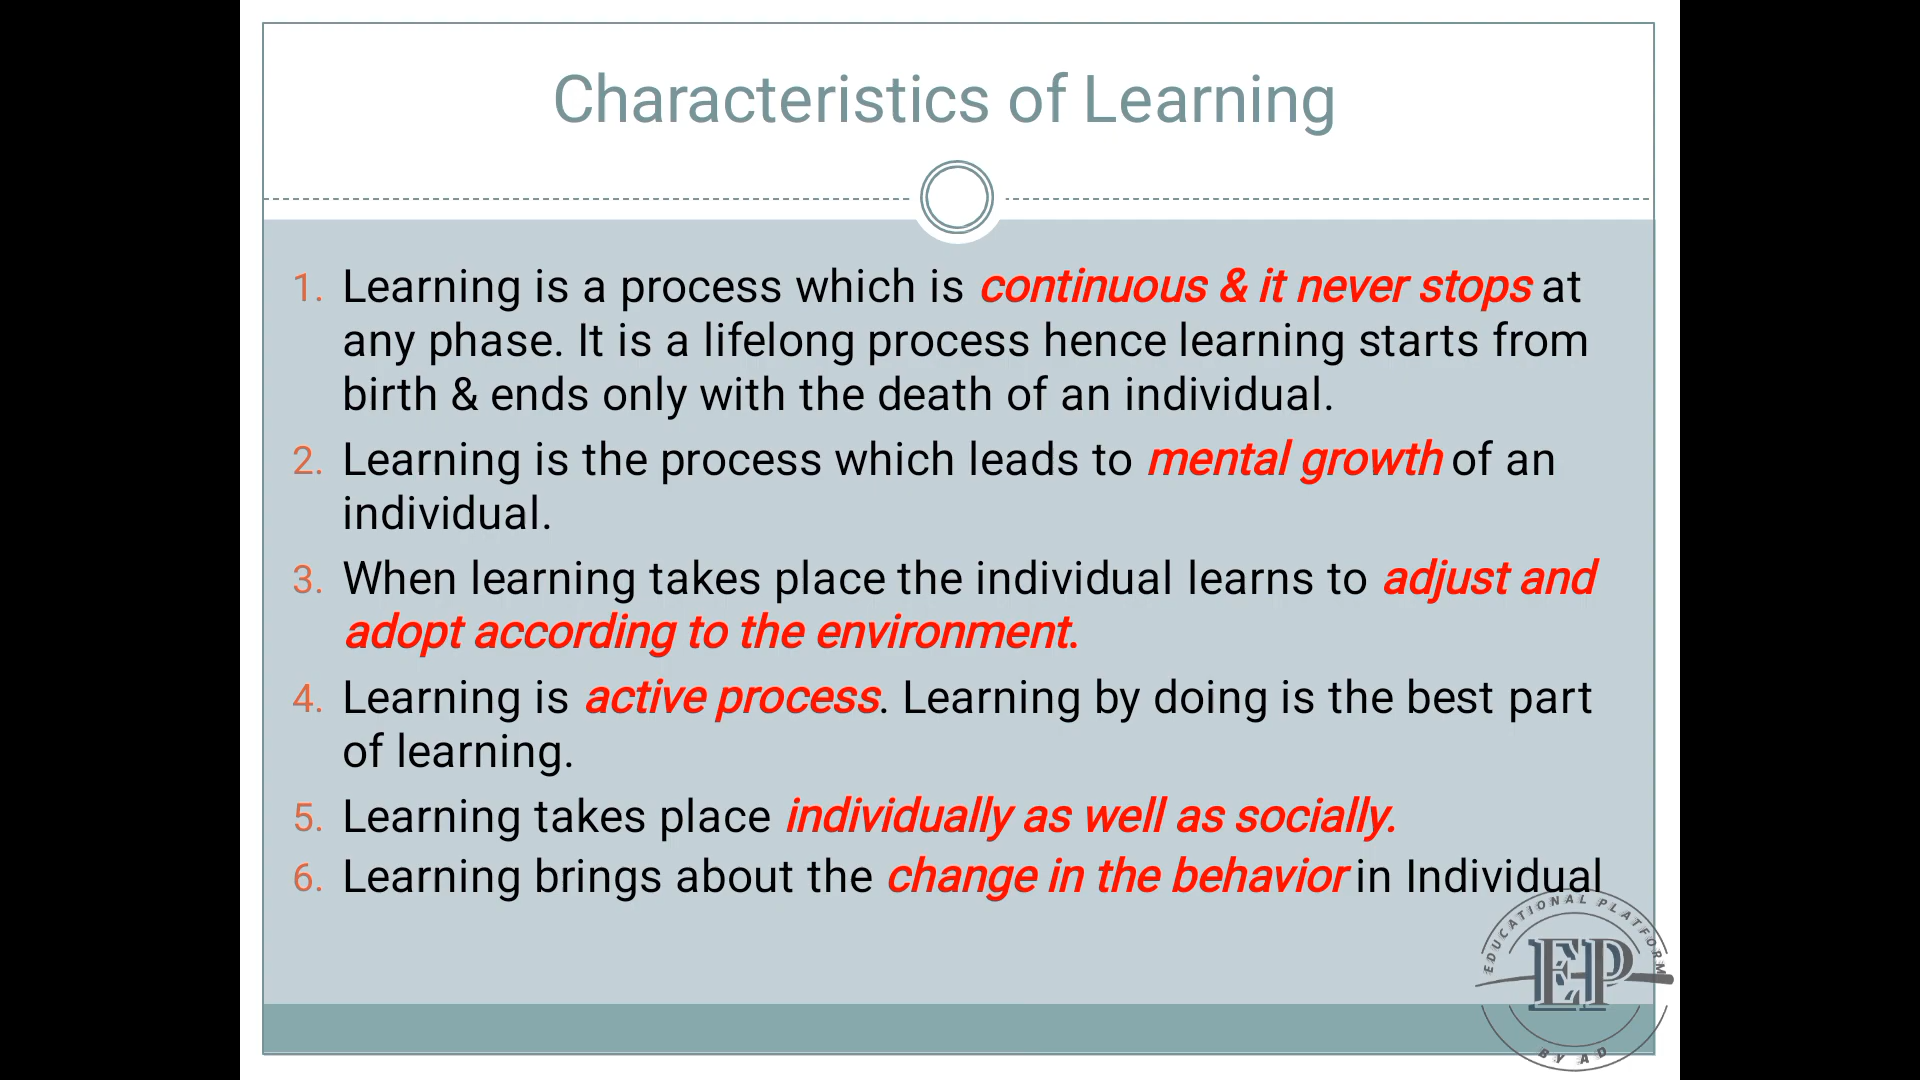 Characteristics of Learning
1. Learning is a process which is continuous & it never stops at
any phase. It is a lifelong process hence learning starts from
birth & ends only with the death of an individual.
2. Learning is the process which leads to mental growth of an
individual.
3. When learning takes place the individual learns to adjust and
adopt according to the environment.
4. Learning is active process. Learning by doing is the best part
of learning.
5. Learning takes place individually as well as socially.
6. Learning brings about the change in the behavior in Individual
EDUCATIONAL PLATFORM
EP
BY AD